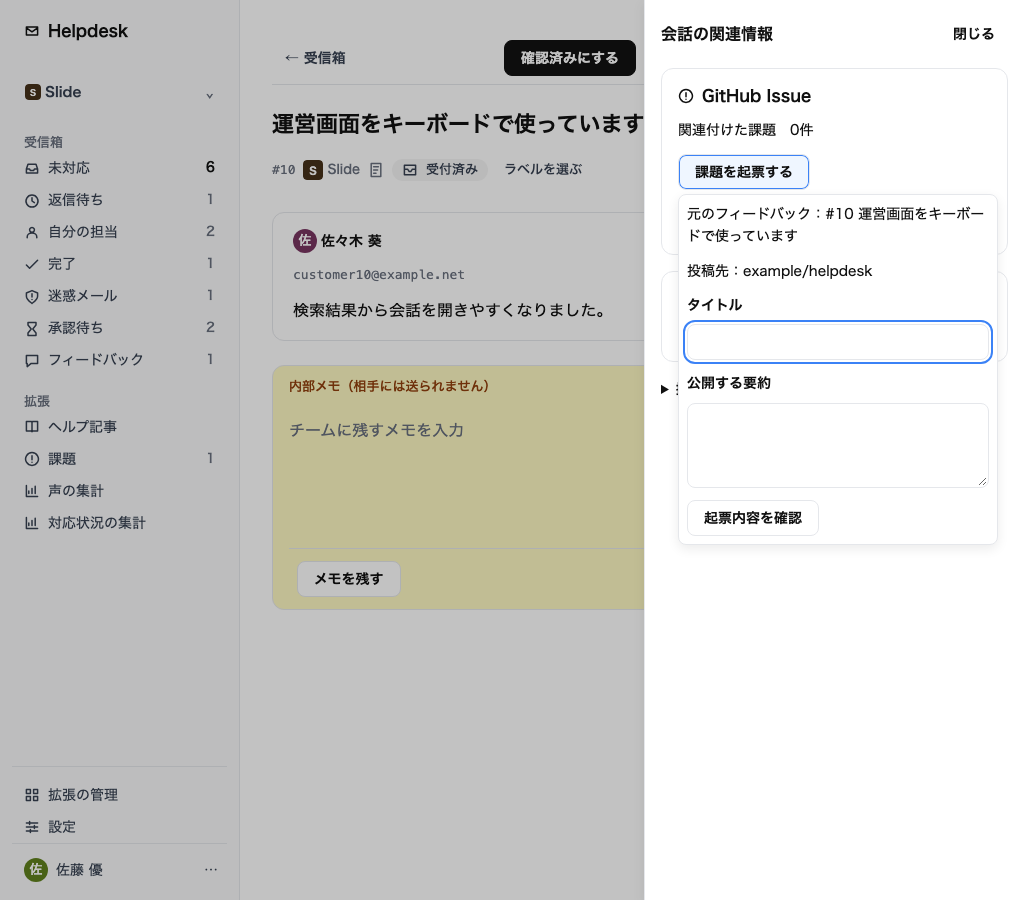 Helpdesk
S Slide
受信箱
未対応 6
返信待ち 1
自分の担当 2
完了 1
迷惑メール 1
承認待ち 2
フィードバック 1
拡張
ヘルプ記事
課題 1
声の集計
対応状況の集計
拡張の管理
設定
佐 佐藤 優 …
← 受信箱
確認済みにする
運営画面をキーボードで使っています
#10 S Slide 受付済み ラベルを選ぶ
佐 佐々木 葵
customer10@example.net
検索結果から会話を開きやすくなりました。
内部メモ（相手には送られません）
チームに残すメモを入力
メモを残す
会話の関連情報 閉じる
GitHub Issue
関連付けた課題 0件
課題を起票する
元のフィードバック：#10 運営画面をキーボー
ドで使っています
投稿先：example/helpdesk
タイトル
公開する要約
起票内容を確認